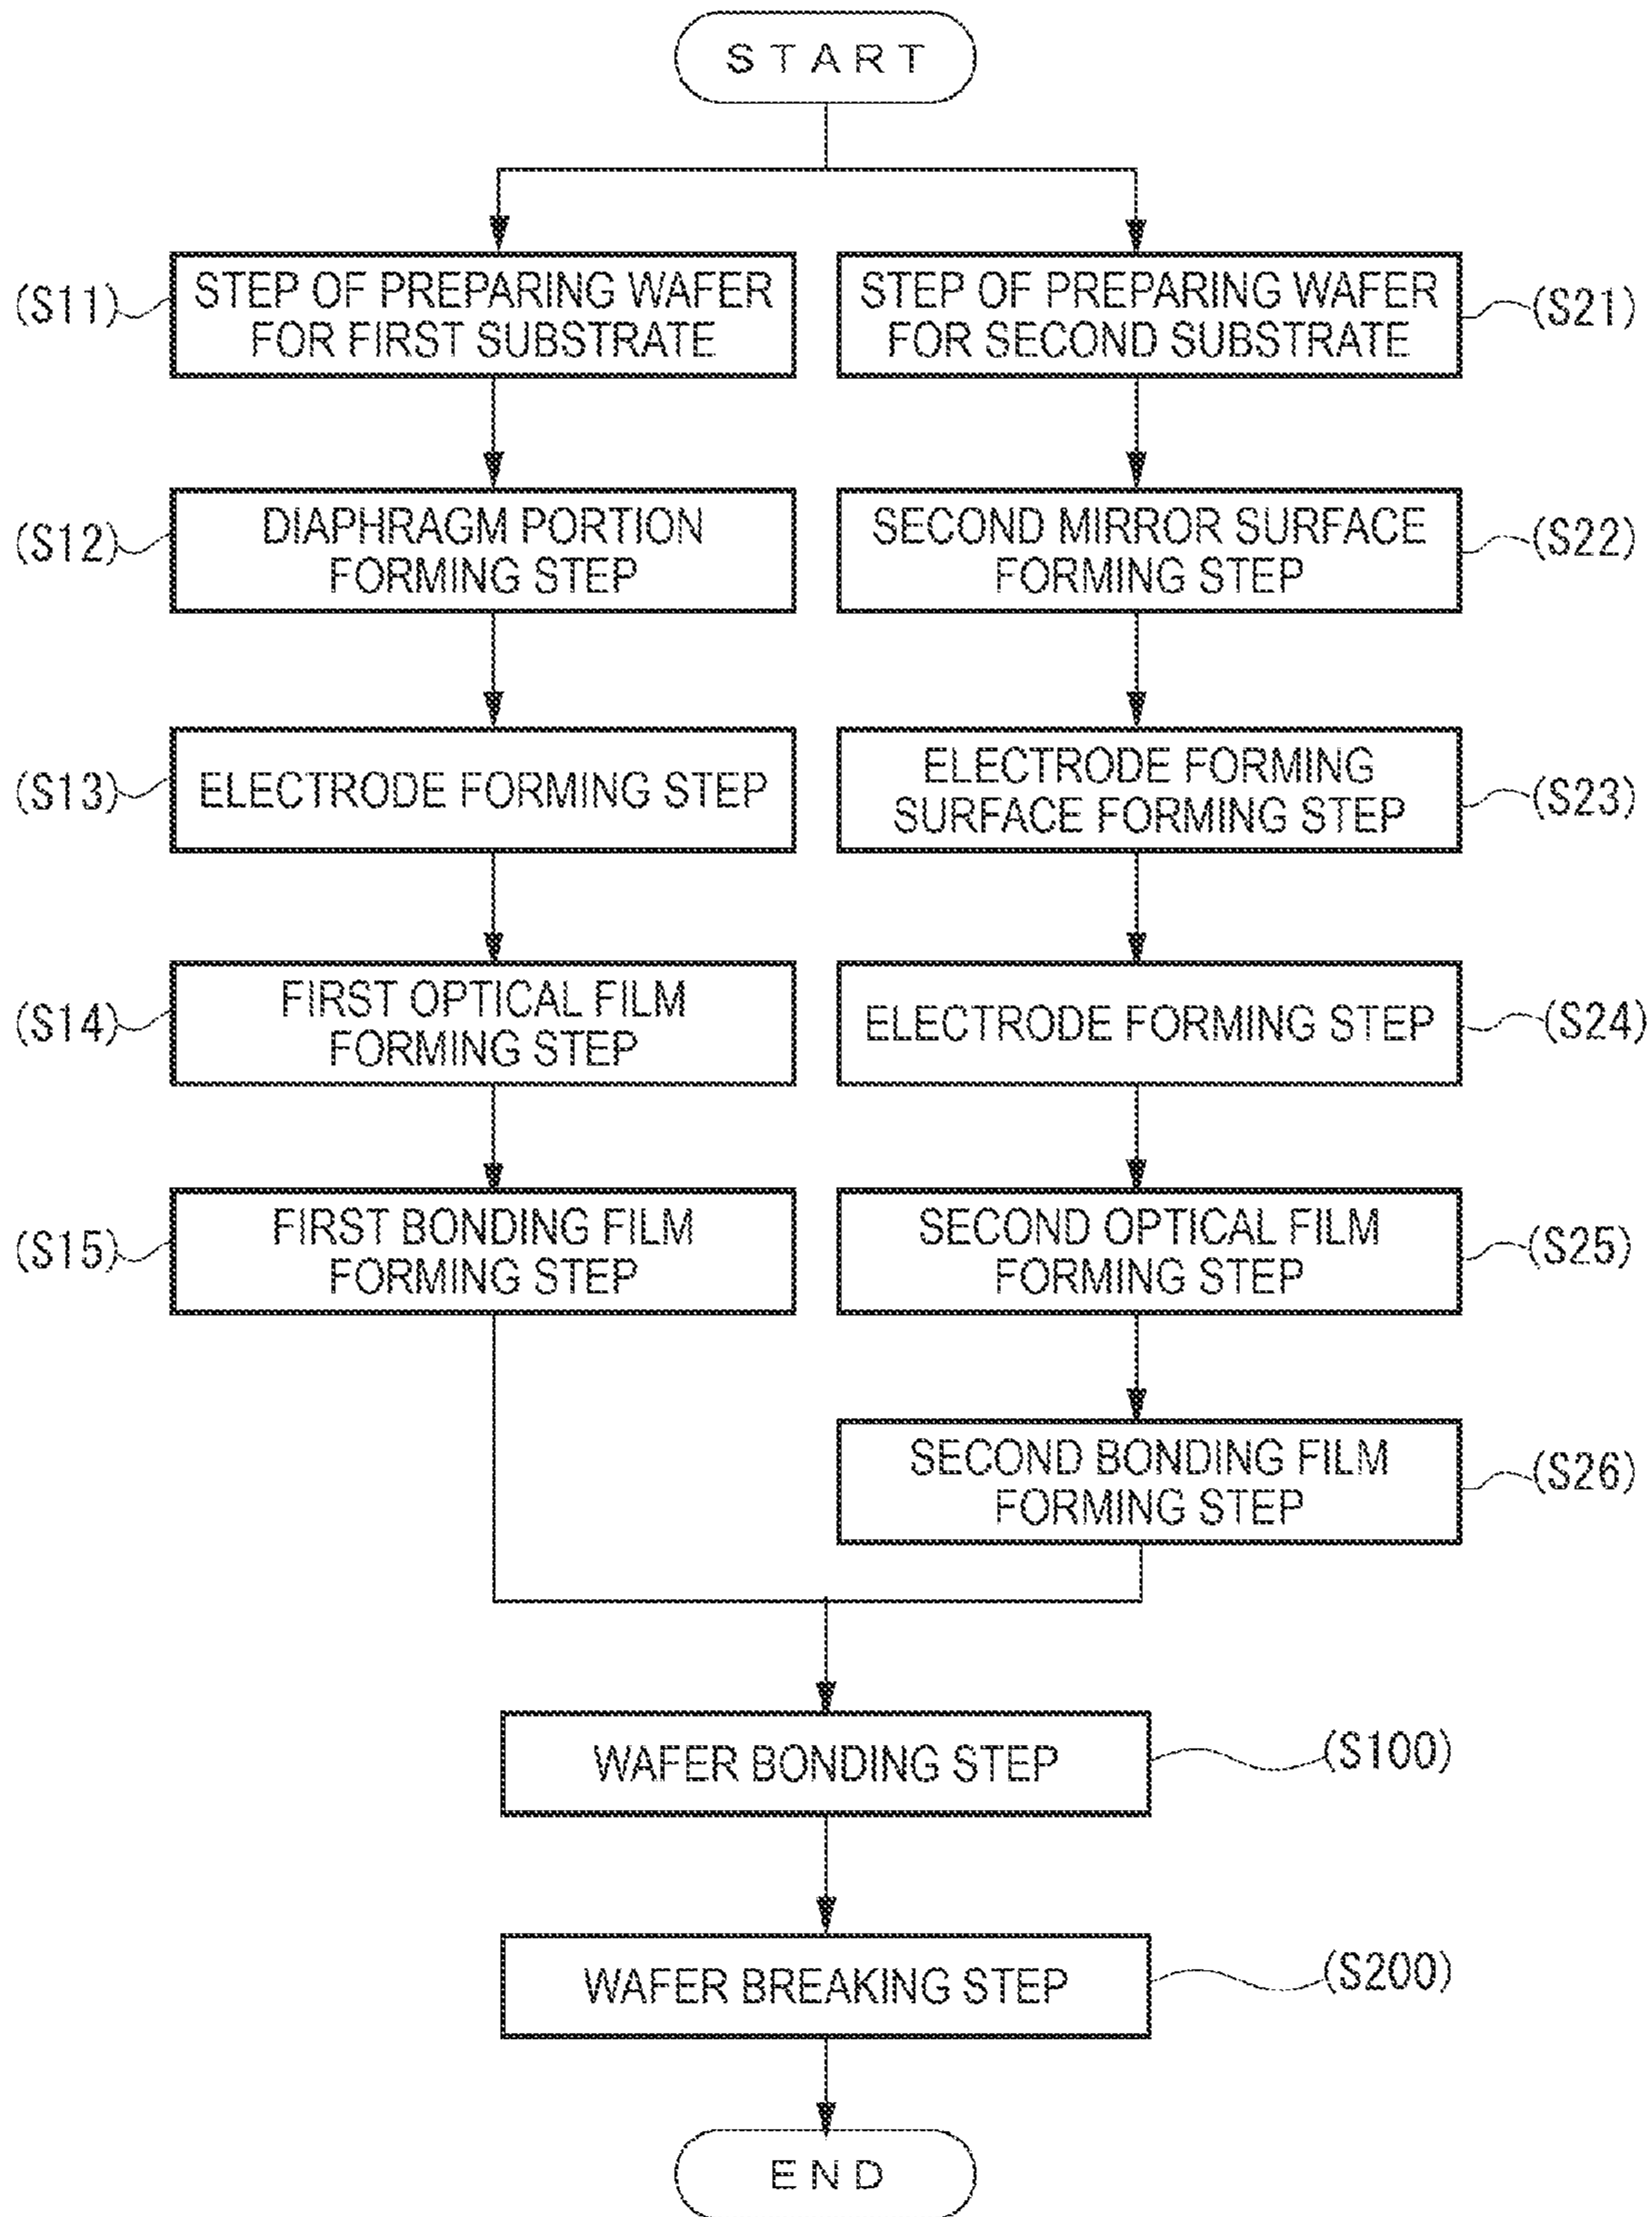 START
(S11)
STEP OF PREPARING WAFER
FOR FIRST SUBSTRATE
STEP OF PREPARING WAFER
FOR SECOND SUBSTRATE
(S21)
(S12)
DIAPHRAGM PORTION
FORMING STEP
SECOND MIRROR SURFACE
FORMING STEP
(S22)
(S13)
ELECTRODE FORMING STEP
ELECTRODE FORMING
SURFACE FORMING STEP
(S23)
(S14)
FIRST OPTICAL FILM
FORMING STEP
ELECTRODE FORMING STEP
(S24)
(S15)
FIRST BONDING FILM
FORMING STEP
SECOND OPTICAL FILM
FORMING STEP
(S25)
SECOND BONDING FILM
FORMING STEP
(S26)
WAFER BONDING STEP
(S100)
WAFER BREAKING STEP
(S200)
END